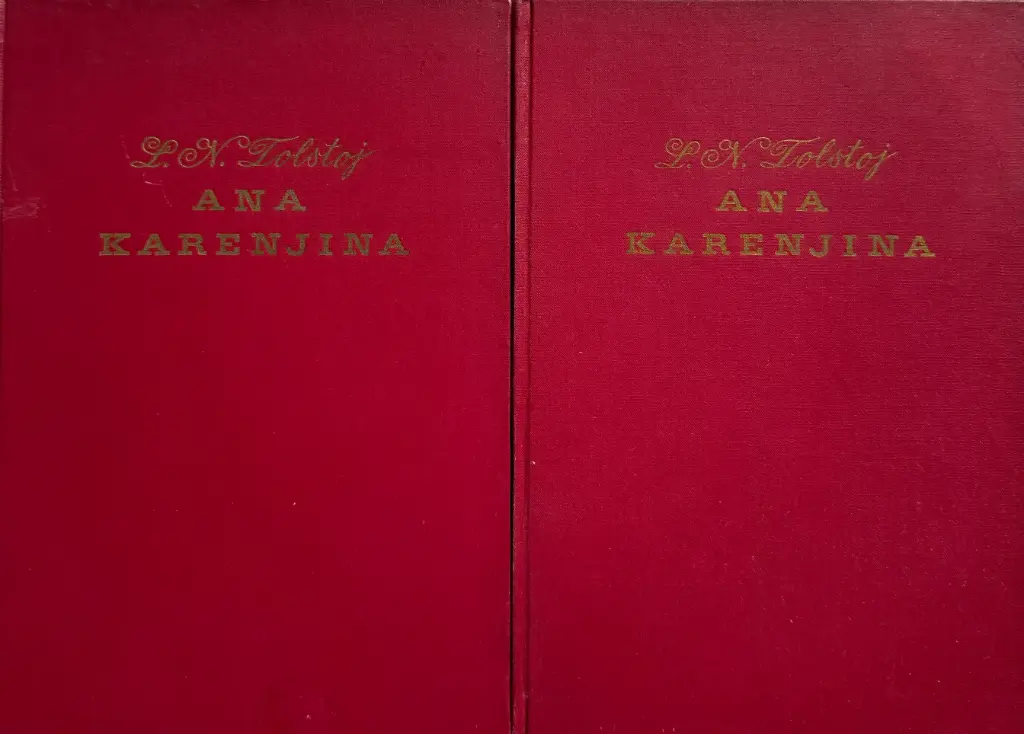 L. N. Tolstoj
ANA
KARENJINA
L. N. Tolstoj
ANA
KARENJINA